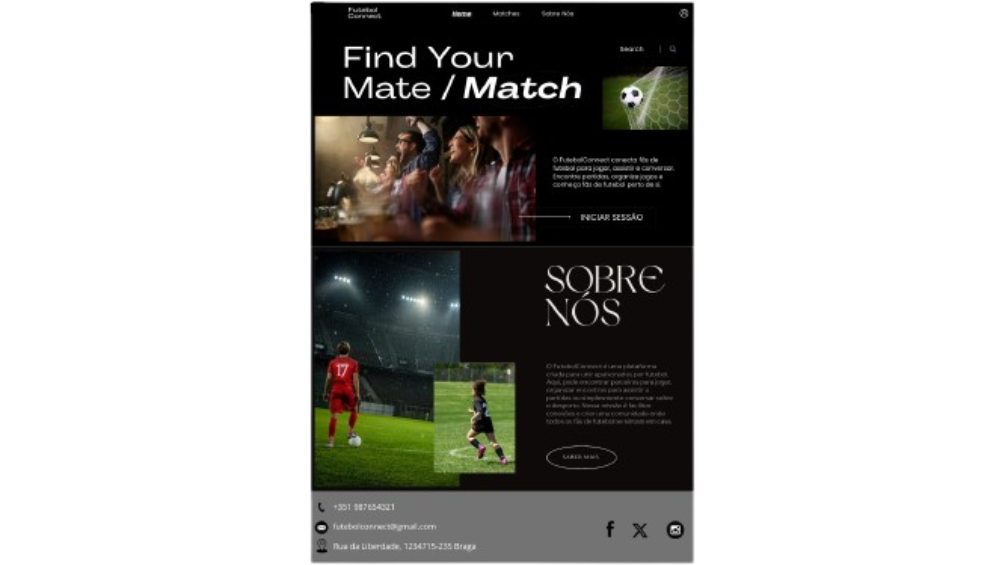 Futebol
Connect.
Home
Matches
Sobre Nós
Search
Find Your
Mate / Match
O FutebolConnect conecta fãs de
futebol para jogar, assistir e conversar.
Encontre partidas, organize jogos e
conheça fãs de futebol perto de si.
INICIAR SESSÃO
SOBRE
NÓS
17
O FutebolConnect é uma plataforma
criada para unir apaixonados por futebol.
Aqui, pode encontrar parceiros para jogar,
organizar encontros para assistir a
partidas ou simplesmente conversar sobre
o desporto. Nossa missão é facilitar
conexões e criar uma comunidade onde
todos os fãs de futebol se sintam em casa.
SABER MAIS
+351 987654321
futebolconnect@gmail.com
Rua da Liberdade, 1234715-235 Braga